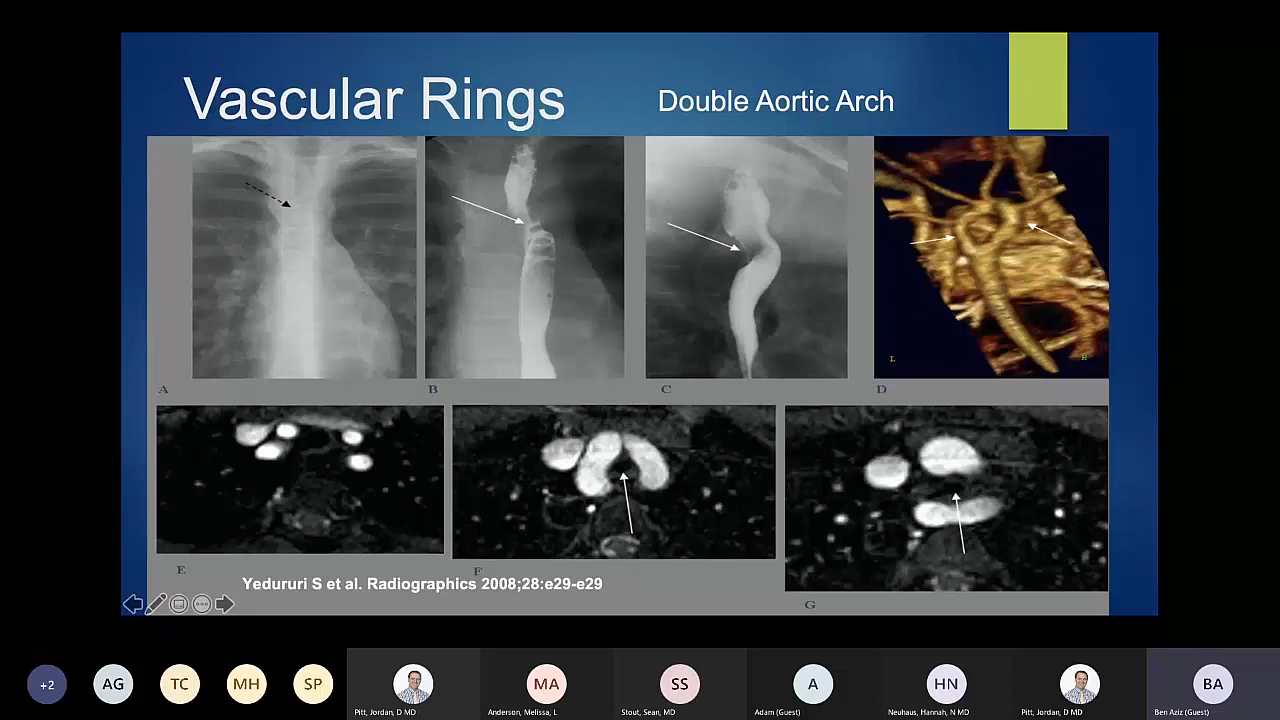 Vascular Rings
Double Aortic Arch
A
B
C
D
L
R
E
F
G
Yedururi S et al. Radiographics 2008;28:e29-e29
+2
AG
TC
MH
SP
MA
SS
A
HN
BA
Pitt, Jordan, D MD
Anderson, Melissa, L
Stout, Sean, MD
Adam (Guest)
Neuhaus, Hannah, N MD
Pitt, Jordan, D MD
Ben Aziz (Guest)